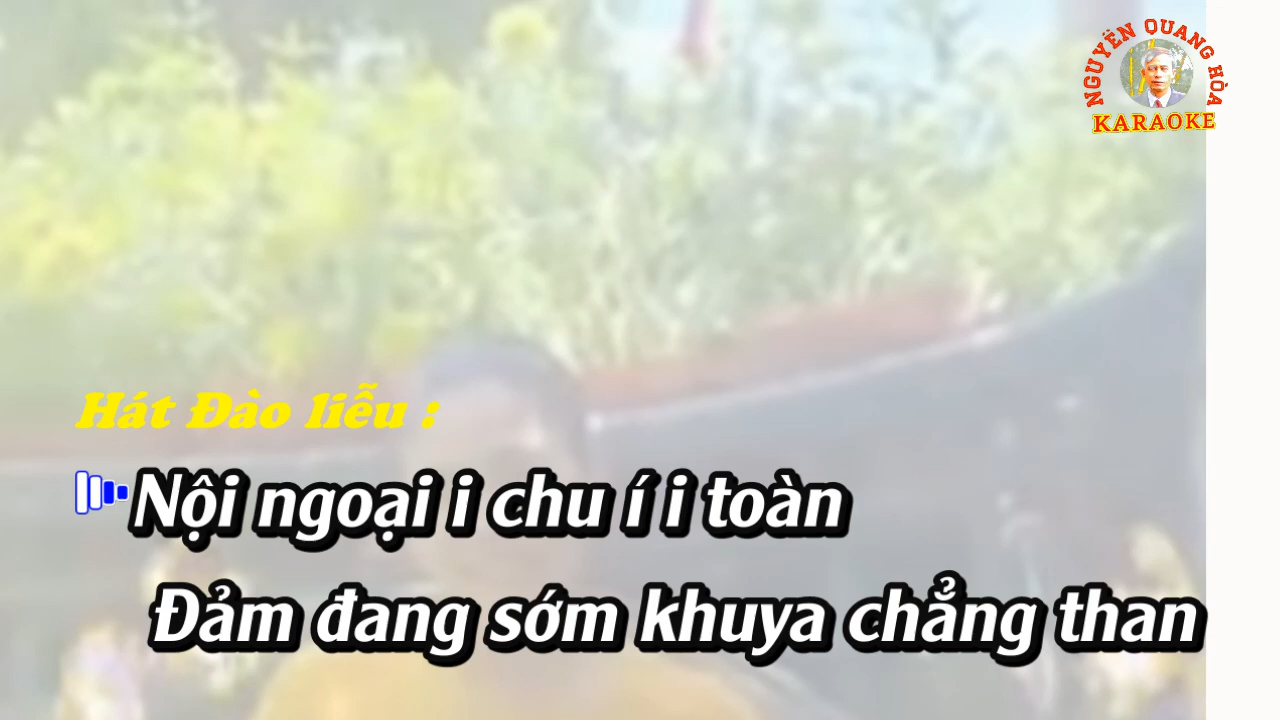 NGUYỄN QUANG HÒA
KARAOKE
Hát Đào liễu :
Nội ngoại i chu í i toàn
Đảm đang sớm khuya chẳng than